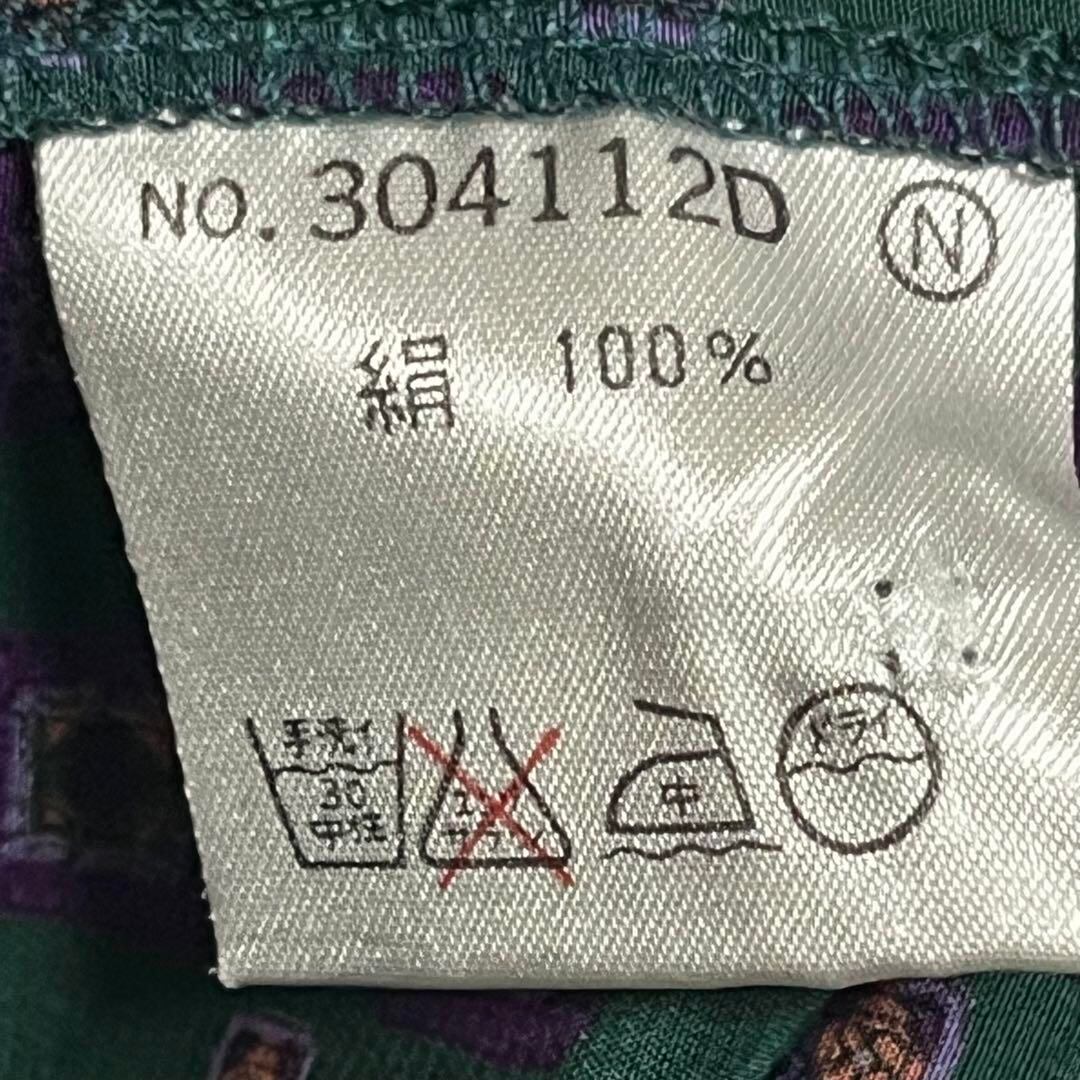 NO. 304112D Ⓝ
絹 100%
手洗イ
30
中性
エンソ
サラシ
中
ドライ